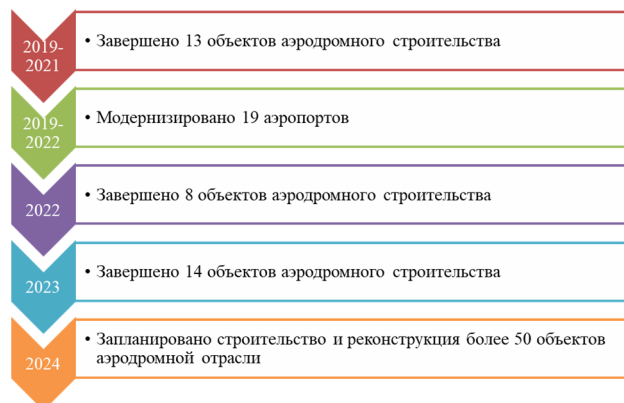 2019-
2021
• Завершено 13 объектов аэродромного строительства
2019-
2022
• Модернизировано 19 аэропортов
2022
• Завершено 8 объектов аэродромного строительства
2023
• Завершено 14 объектов аэродромного строительства
2024
• Запланировано строительство и реконструкция более 50 объектов
аэродромной отрасли